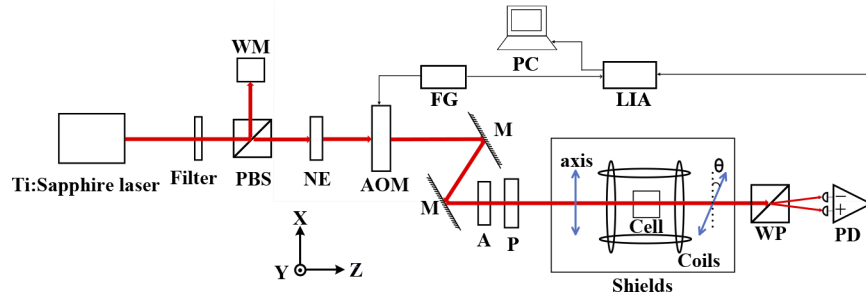 WM
PC
FG
LIA
M
axis
θ
Ti:Sapphire laser
Filter
PBS
NE
AOM
M
A
P
Cell
Coils
Shields
WP
PD
−
+
X
Y
Z